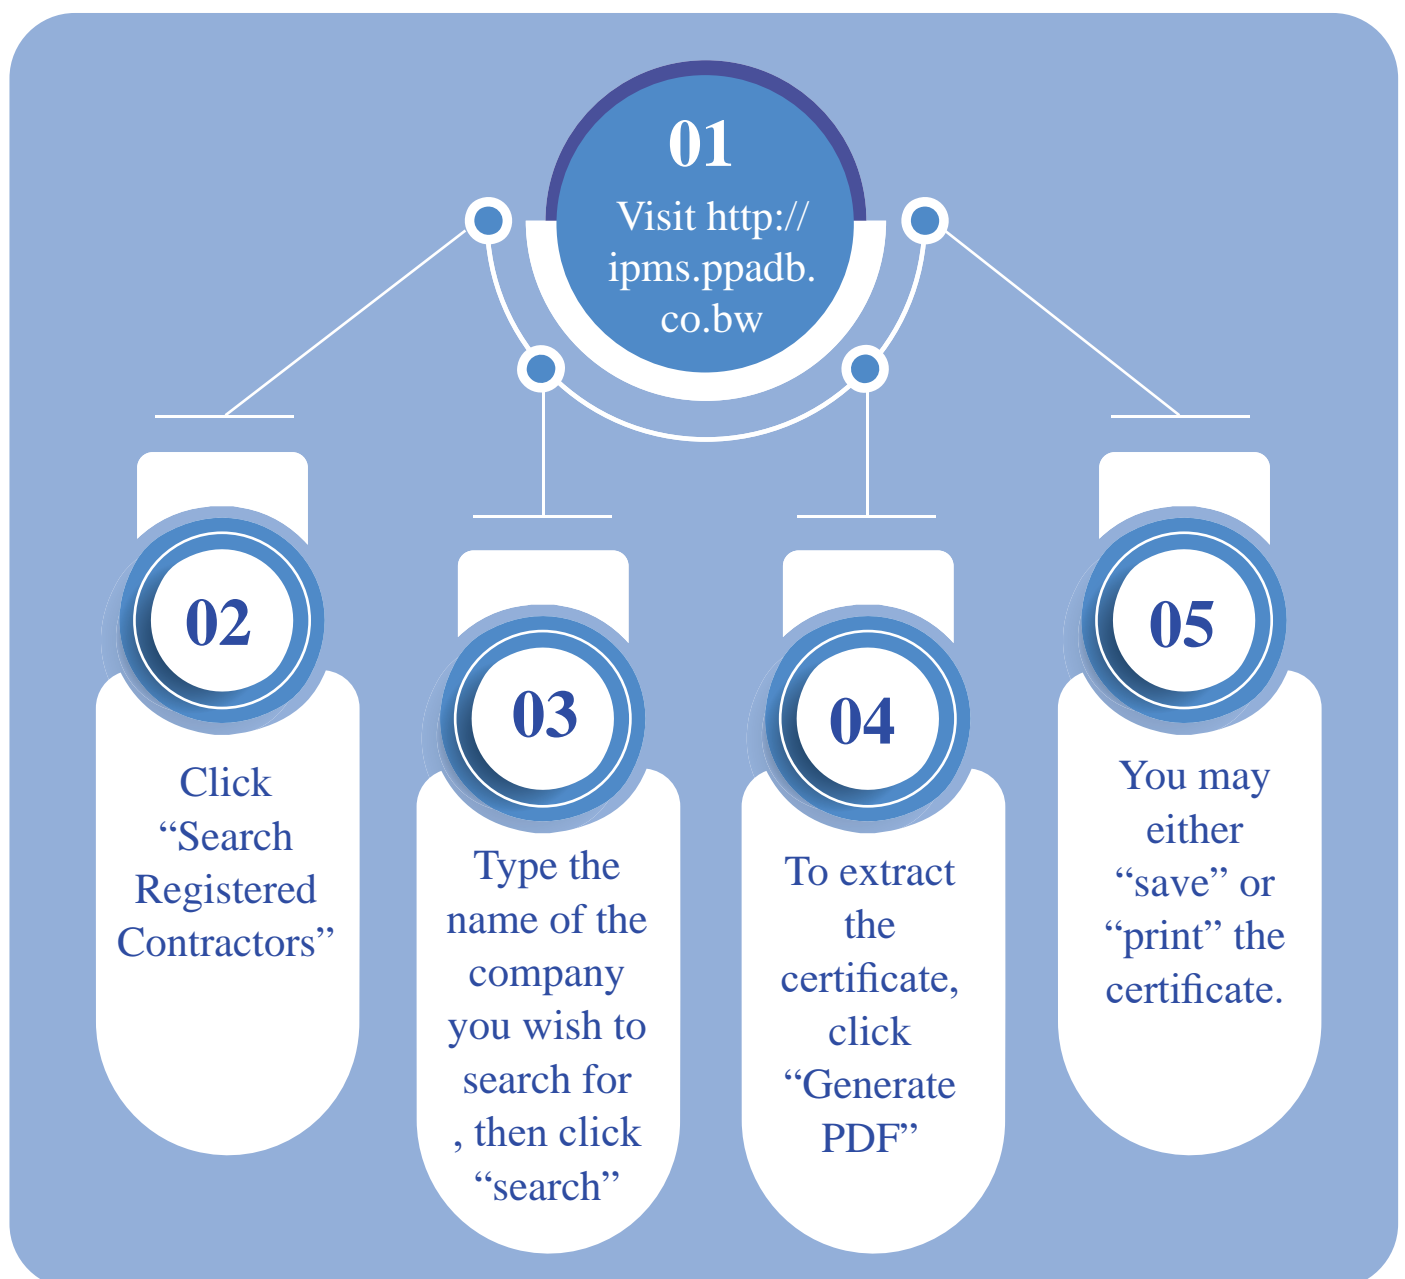 01
Visit http://
ipms.ppadb.
co.bw
02
Click
“Search
Registered
Contractors”
03
Type the
name of the
company
you wish to
search for
, then click
“search”
04
To extract
the
certificate,
click
“Generate
PDF”
05
You may
either
“save” or
“print” the
certificate.